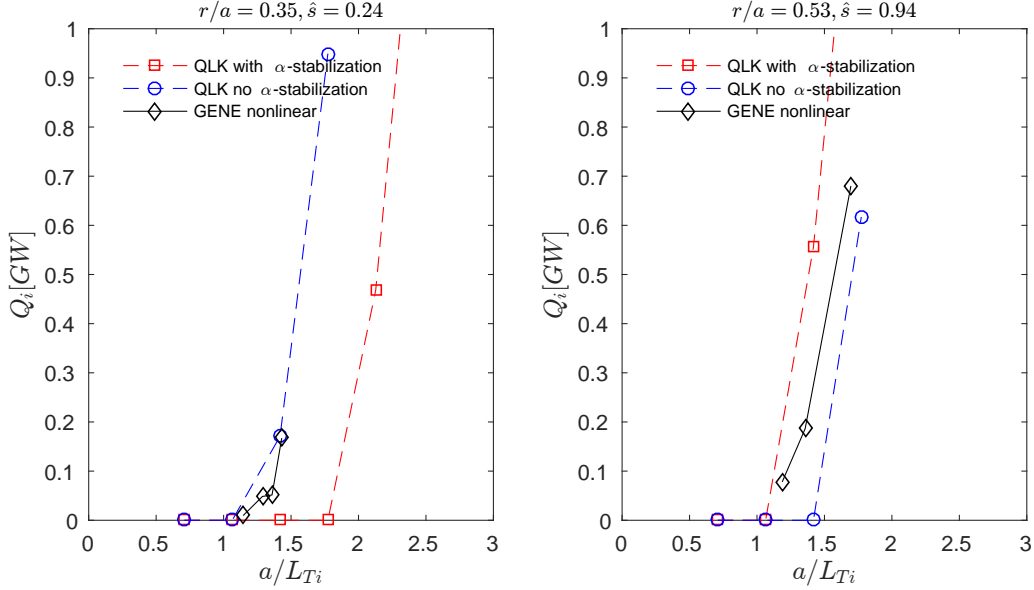 r/a = 0.35, ŝ = 0.24
1
0.9
0.8
0.7
0.6
0.5
0.4
0.3
0.2
0.1
0
Q_i[GW]
QLK with α-stabilization
QLK no α-stabilization
GENE nonlinear
0 0.5 1 1.5 2 2.5 3
a/L_{Ti}
r/a = 0.53, ŝ = 0.94
1
0.9
0.8
0.7
0.6
0.5
0.4
0.3
0.2
0.1
0
Q_i[GW]
QLK with α-stabilization
QLK no α-stabilization
GENE nonlinear
0 0.5 1 1.5 2 2.5 3
a/L_{Ti}